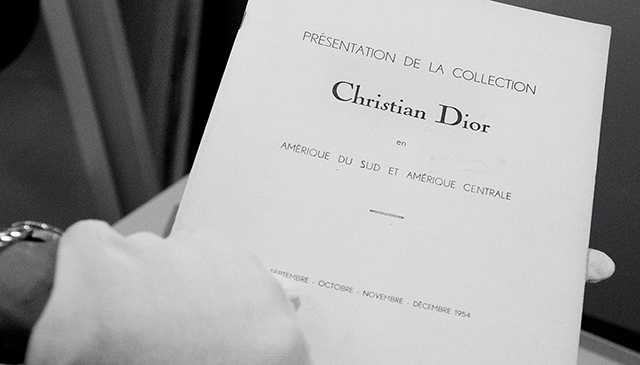 PRÉSENTATION DE LA COLLECTION
Christian Dior
en
AMÉRIQUE DU SUD ET AMÉRIQUE CENTRALE
SEPTEMBRE - OCTOBRE - NOVEMBRE - DÉCEMBRE 1954